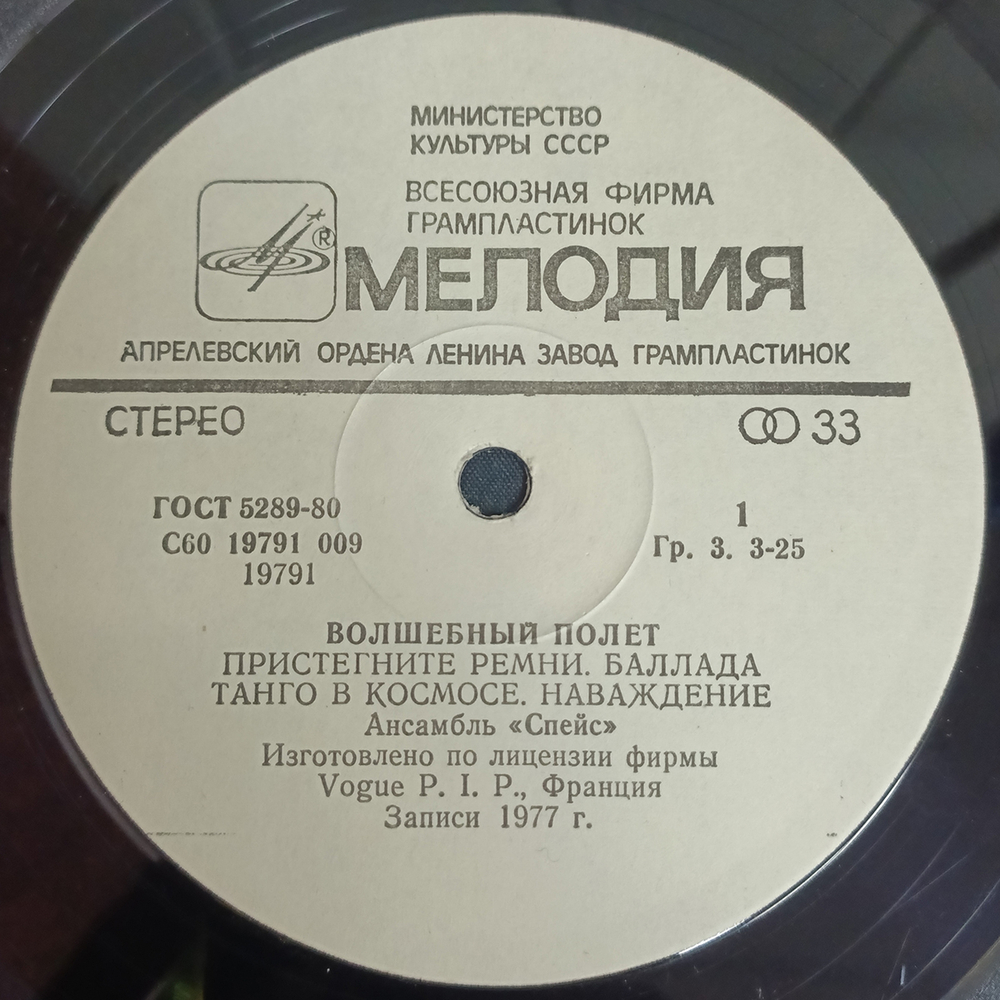 МИНИСТЕРСТВО
КУЛЬТУРЫ СССР
ВСЕСОЮЗНАЯ ФИРМА
ГРАМПЛАСТИНОК
®
МЕЛОДИЯ
АПРЕЛЕВСКИЙ ОРДЕНА ЛЕНИНА ЗАВОД ГРАМПЛАСТИНОК
СТЕРЕО
33
ГОСТ 5289-80
С60 19791 009
19791
1
Гр. 3. 3-25
ВОЛШЕБНЫЙ ПОЛЕТ
ПРИСТЕГНИТЕ РЕМНИ. БАЛЛАДА
ТАНГО В КОСМОСЕ. НАВАЖДЕНИЕ
Ансамбль «Спейс»
Изготовлено по лицензии фирмы
Vogue P. I. P., Франция
Записи 1977 г.